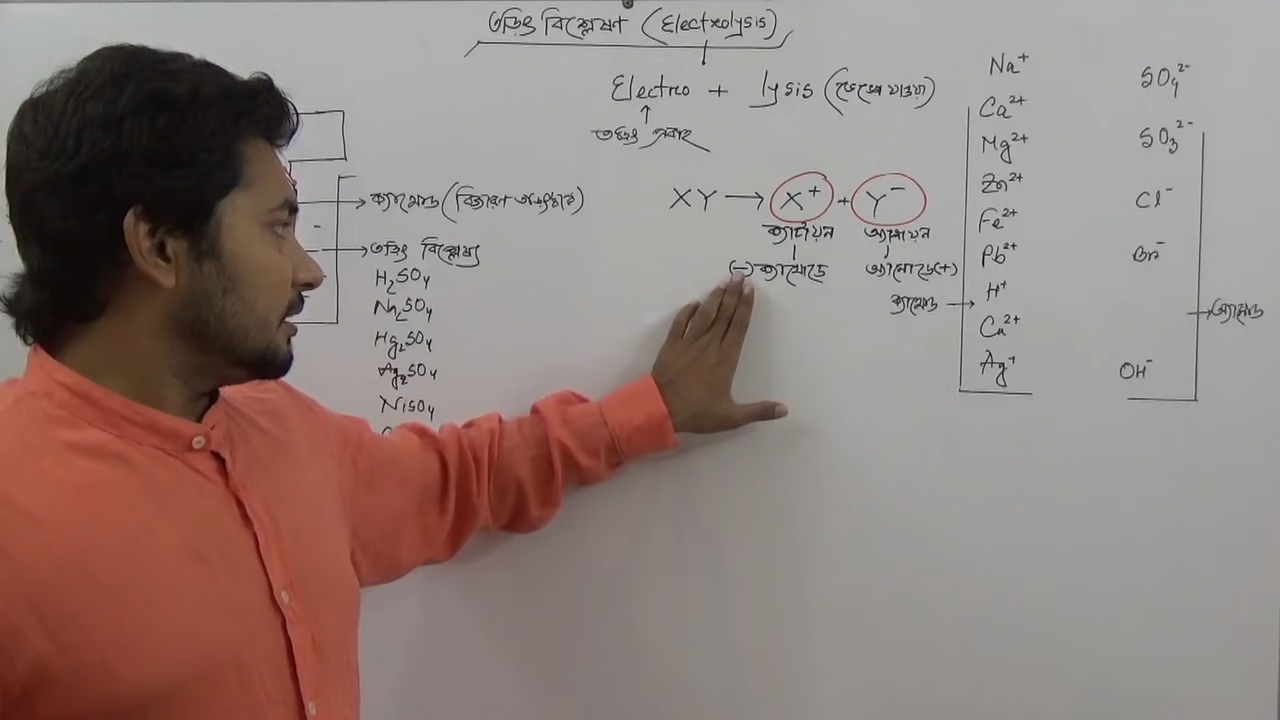 তড়িৎ বিশ্লেষণ (Electrolysis)
Electro + lysis (ভেঙ্গে যাওয়া)
তড়িৎ প্রবাহ
XY → X⁺ + Y⁻
ক্যাটায়ন অ্যানায়ন
(−) ক্যাথোডে অ্যানোডে(+)
ক্যাথোড (বিজারণ
তড়িৎ বিশ্লেষ্য
H₂SO₄
Na₂SO₄
Hg₂SO₄
Ag₂SO₄
NiSO₄
ক্যাথোড →
Na⁺
Ca²⁺
Mg²⁺
Zn²⁺
Fe²⁺
Pb²⁺
H⁺
Cu²⁺
Ag⁺
SO₄²⁻
SO₃²⁻
Cl⁻
Br⁻
OH⁻
→ অ্যানোড